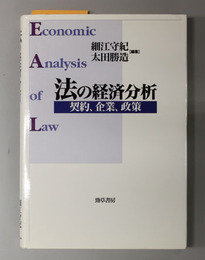 Economic
Analysis
of
Law
細江守紀
太田勝造
[編著]
法の経済分析
契約、企業、政策
勁草書房